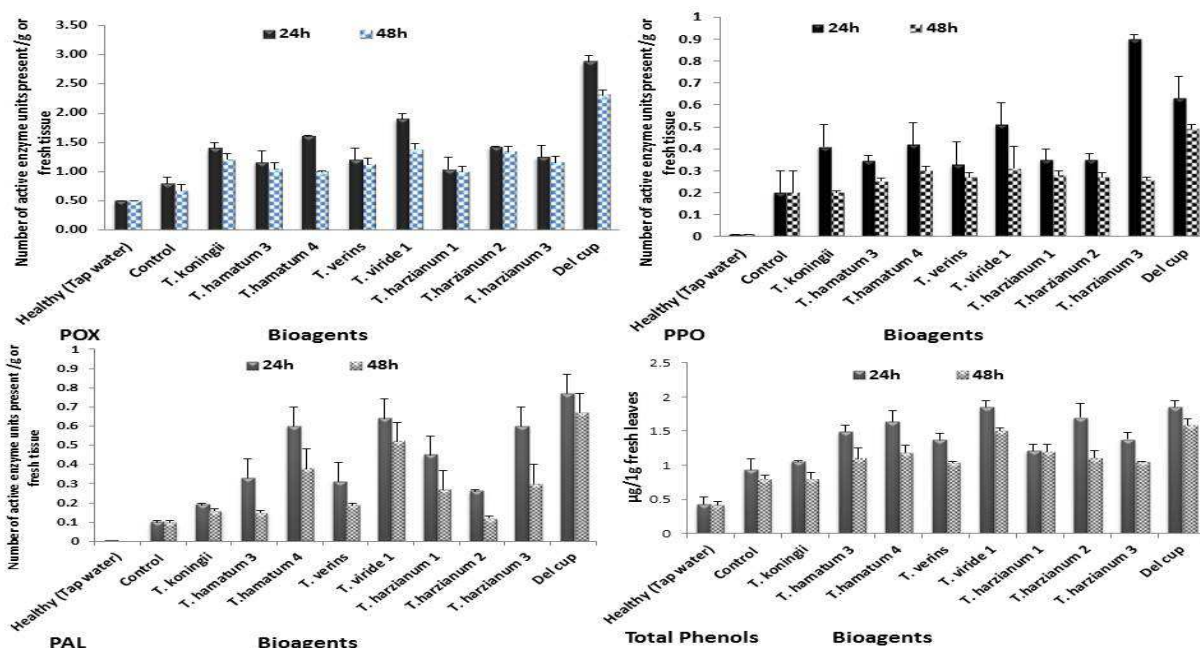 Number of active enzyme units present /g or
fresh tissue
3.50
3.00
2.50
2.00
1.50
1.00
0.50
0.00
24h
48h
Healthy (Tap water)
Control
T. koningii
T. hamatum 3
T.hamatum 4
T. verins
T. viride 1
T.harzianum 1
T.harzianum 2
T.harzianum 3
Del cup
POX
Bioagents
Number of active enzyme units present /g or
fresh tissue
1
0.9
0.8
0.7
0.6
0.5
0.4
0.3
0.2
0.1
0
24h
48h
Healthy (Tap water)
Control
T. koningii
T. hamatum 3
T.hamatum 4
T. verins
T. viride 1
T. harzianum 1
T.harzianum 2
T. harzianum 3
Del cup
PPO
Bioagents
Number of active enzyme units present /g or
fresh tissue
1
0.9
0.8
0.7
0.6
0.5
0.4
0.3
0.2
0.1
0
24h
48h
Healthy (Tap water)
Control
T. koningii
T. hamatum 3
T.hamatum 4
T. verins
T. viride 1
T. harzianum 1
T.harzianum 2
T. harzianum 3
Del cup
PAL
Bioagents
µg/1g fresh leaves
2.5
2
1.5
1
0.5
0
24h
48h
Healthy (Tap water)
Control
T. koningii
T. hamatum 3
T.hamatum 4
T. verins
T. viride 1
T. harzianum 1
T.harzianum 2
T. harzianum 3
Del cup
Total Phenols
Bioagents